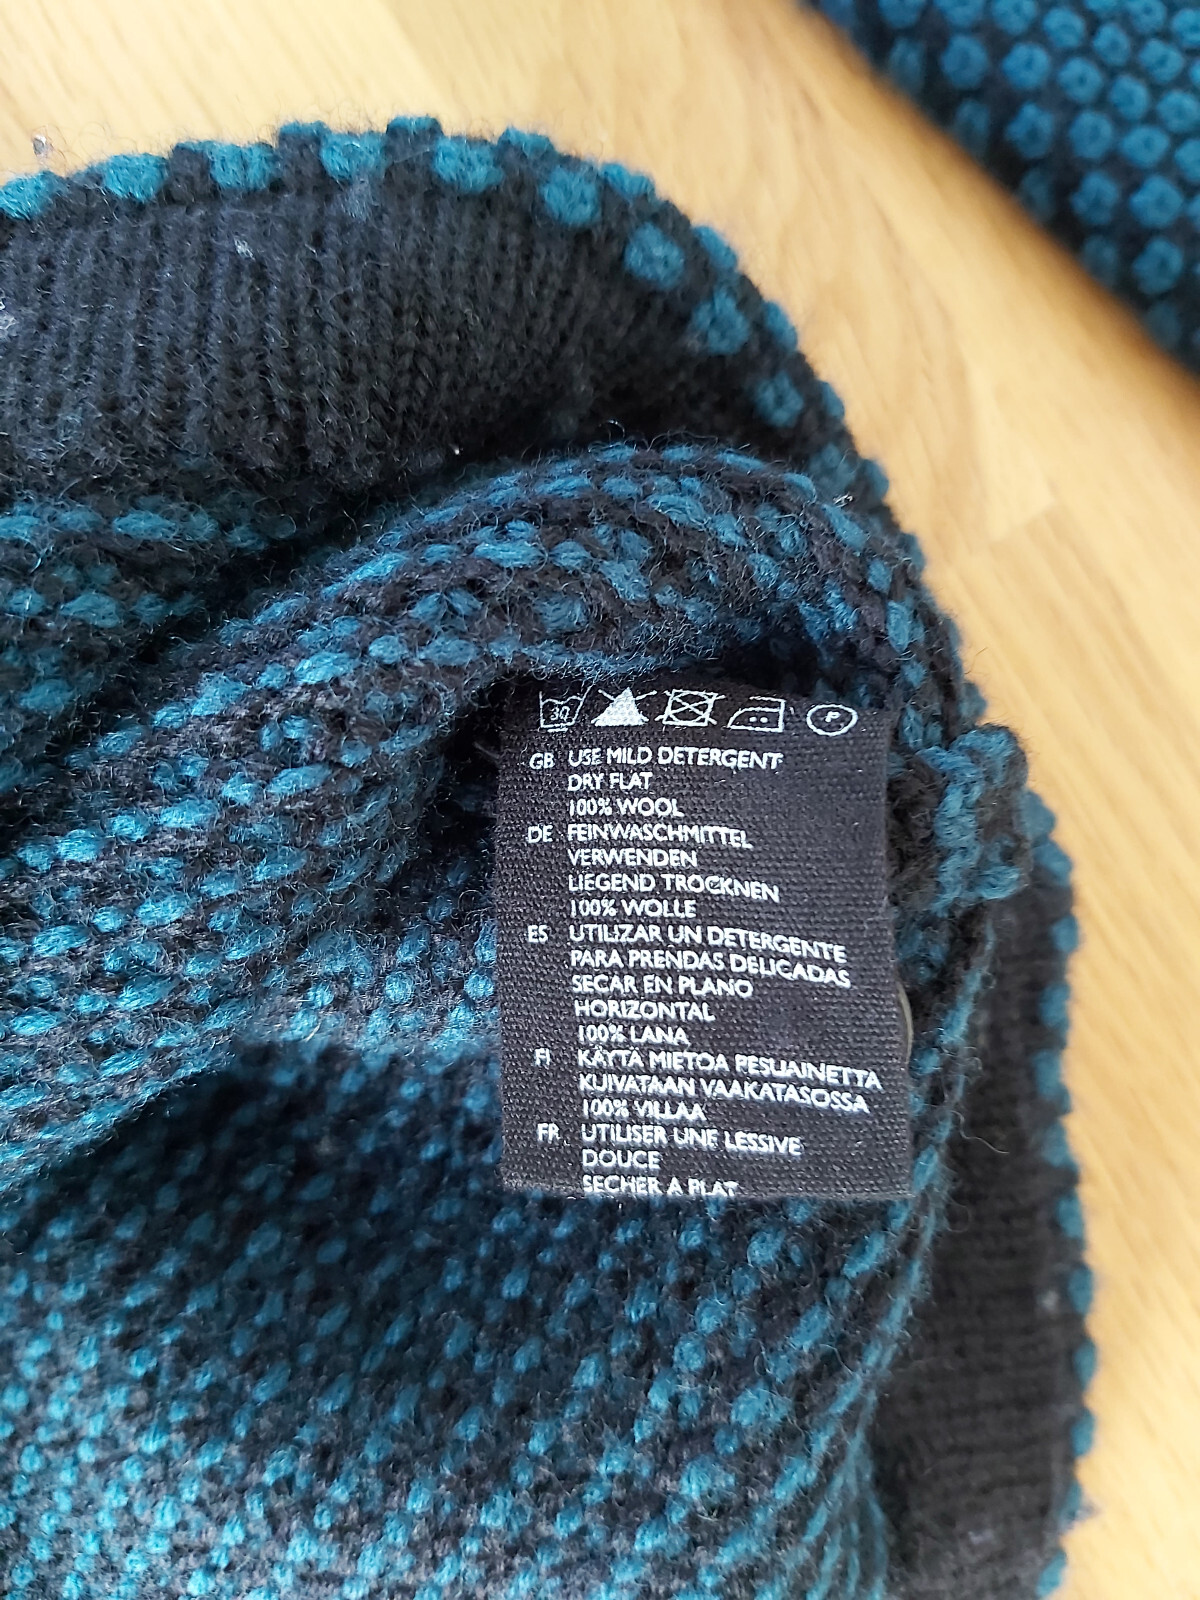 30
P
GB USE MILD DETERGENT
DRY FLAT
100% WOOL
DE FEINWASCHMITTEL
VERWENDEN
LIEGEND TROCKNEN
100% WOLLE
ES UTILIZAR UN DETERGENTE
PARA PRENDAS DELICADAS
SECAR EN PLANO
HORIZONTAL
100% LANA
FI KÄYTÄ MIETOA PESUAINETTA
KUIVATAAN VAAKATASOSSA
100% VILLAA
FR UTILISER UNE LESSIVE
DOUCE
SECHER A PLAT